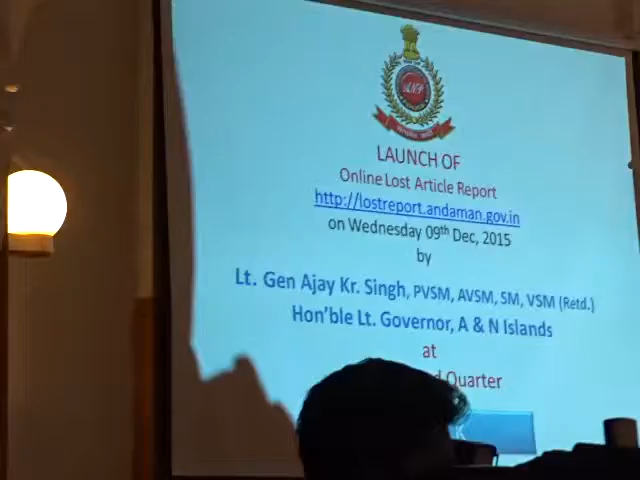 LAUNCH OF
Online Lost Article Report
http://lostreport.andaman.gov.in
on Wednesday 09th Dec, 2015
by
Lt. Gen Ajay Kr. Singh, PVSM, AVSM, SM, VSM (Retd.)
Hon'ble Lt. Governor, A & N Islands
at
Quarter